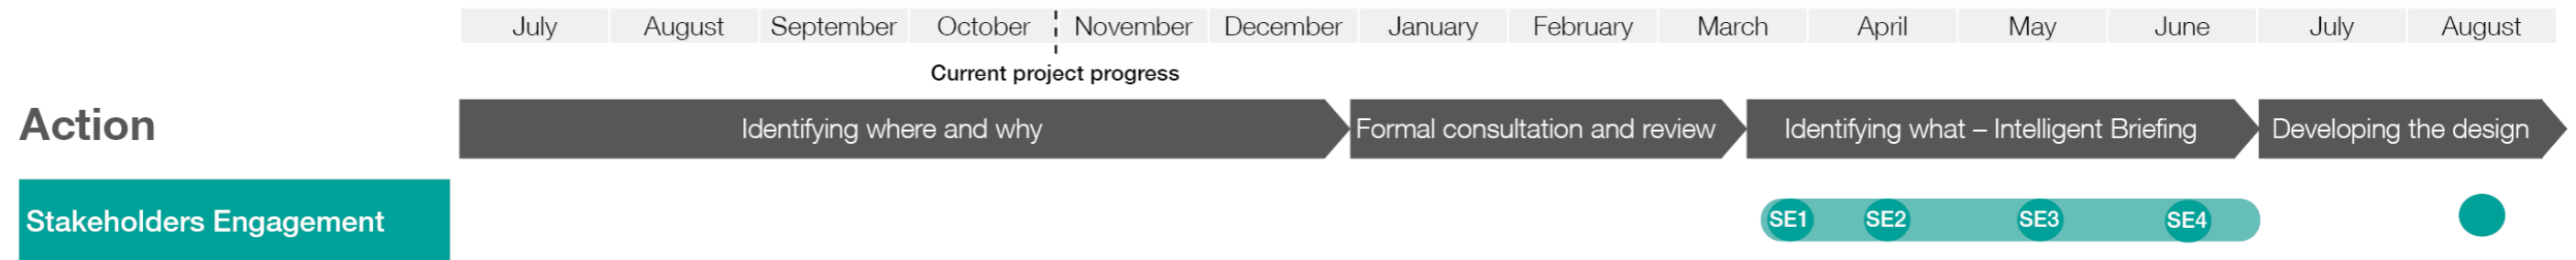 July August September October November December January February March April May June July August
Current project progress
Action
Identifying where and why
Formal consultation and review
Identifying what – Intelligent Briefing
Developing the design
Stakeholders Engagement
SE1 SE2 SE3 SE4